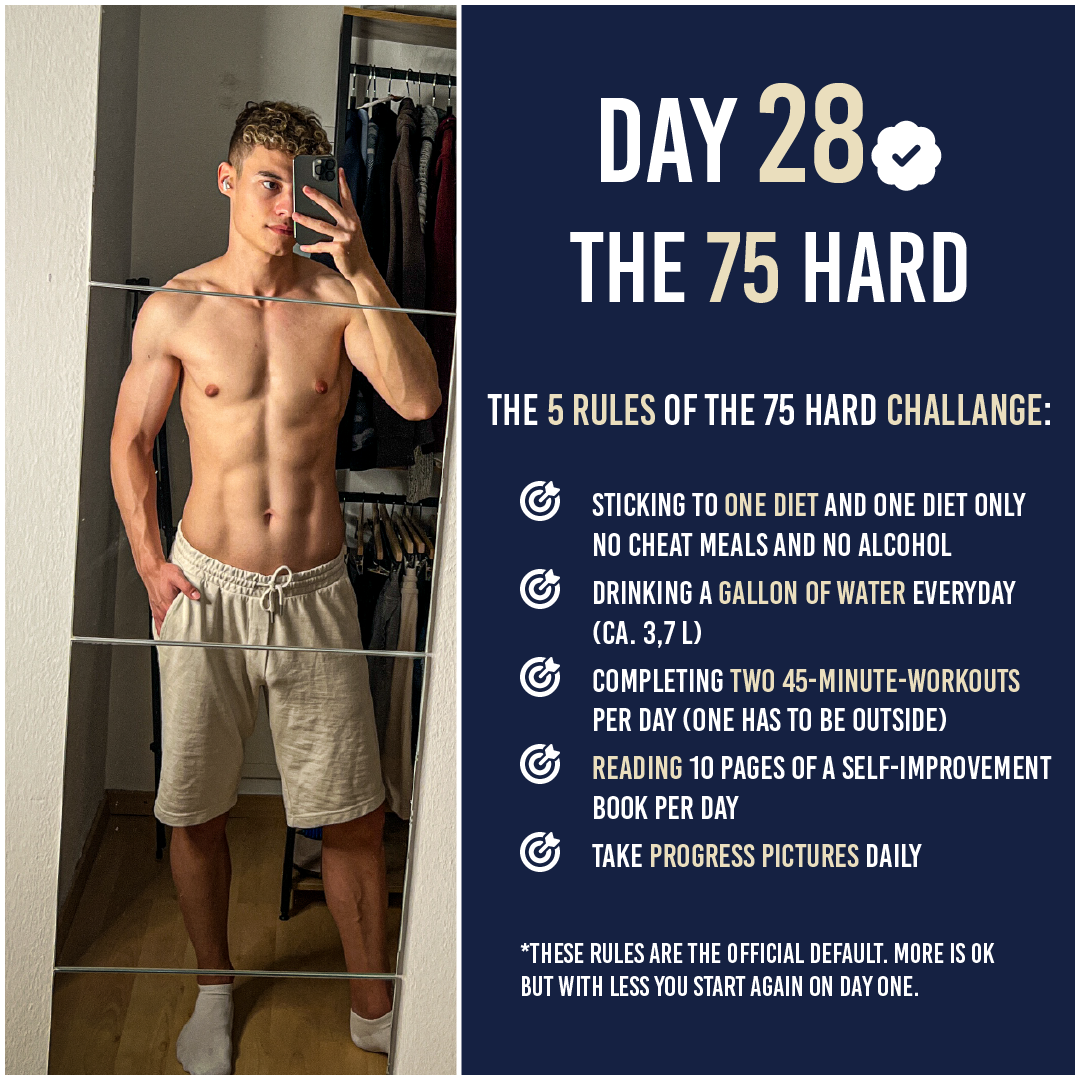 DAY 28
THE 75 HARD
THE 5 RULES OF THE 75 HARD CHALLANGE:
STICKING TO ONE DIET AND ONE DIET ONLY
NO CHEAT MEALS AND NO ALCOHOL
DRINKING A GALLON OF WATER EVERYDAY
(CA. 3,7 L)
COMPLETING TWO 45-MINUTE-WORKOUTS
PER DAY (ONE HAS TO BE OUTSIDE)
READING 10 PAGES OF A SELF-IMPROVEMENT
BOOK PER DAY
TAKE PROGRESS PICTURES DAILY
*THESE RULES ARE THE OFFICIAL DEFAULT. MORE IS OK
BUT WITH LESS YOU START AGAIN ON DAY ONE.